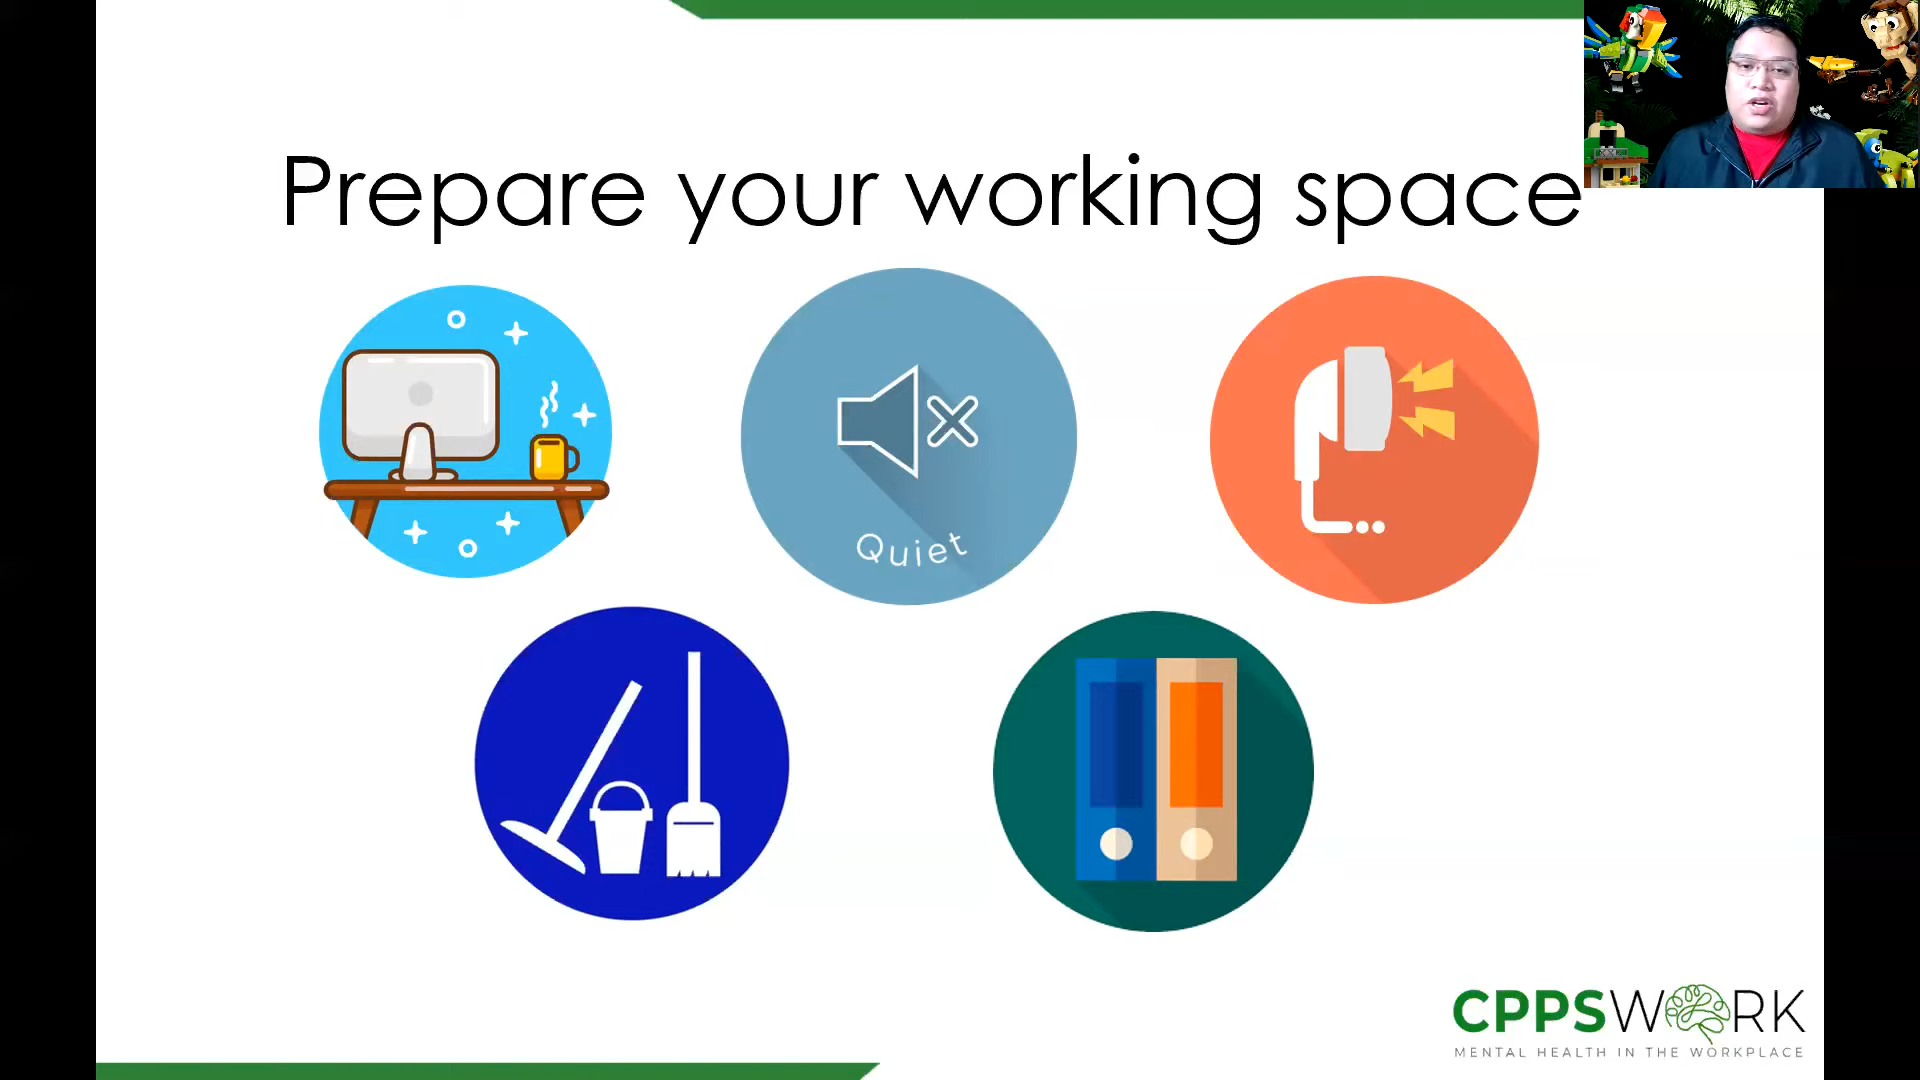 Prepare your working space
Quiet
CPPSWORK
MENTAL HEALTH IN THE WORKPLACE